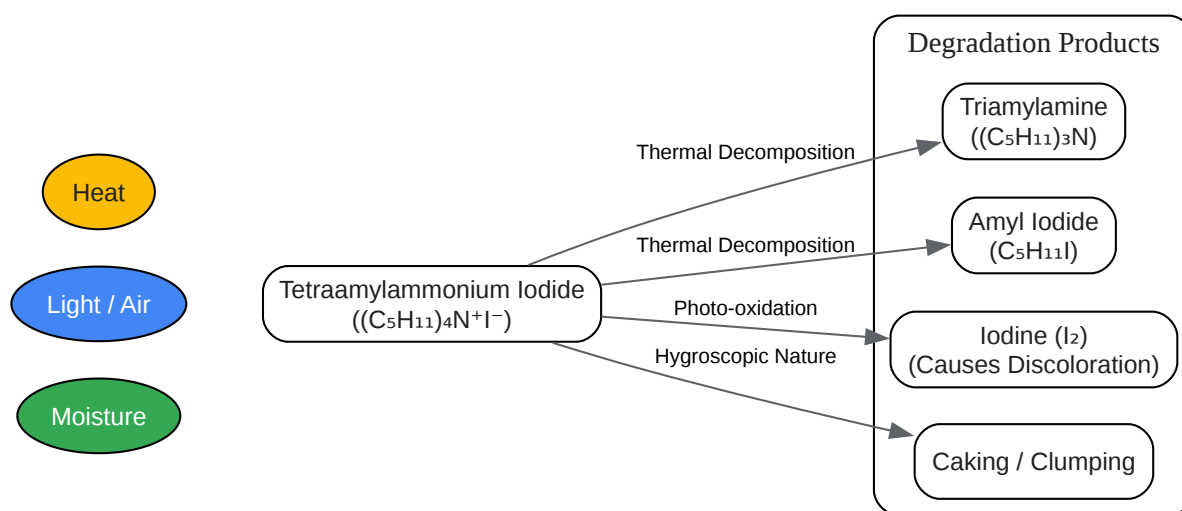 Degradation Products
Triamylamine
((C₅H₁₁)₃N)
Thermal Decomposition
Heat
Amyl Iodide
(C₅H₁₁I)
Thermal Decomposition
Light / Air
Tetraamylammonium Iodide
((C₅H₁₁)₄N⁺I⁻)
Photo-oxidation
Iodine (I₂)
(Causes Discoloration)
Hygroscopic Nature
Moisture
Caking / Clumping